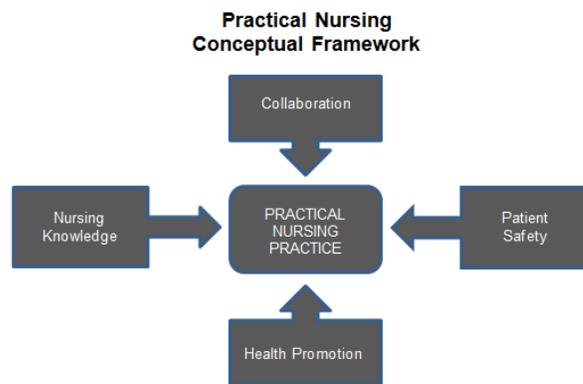 Practical Nursing
Conceptual Framework
Collaboration
Nursing
Knowledge
PRACTICAL
NURSING
PRACTICE
Patient
Safety
Health Promotion